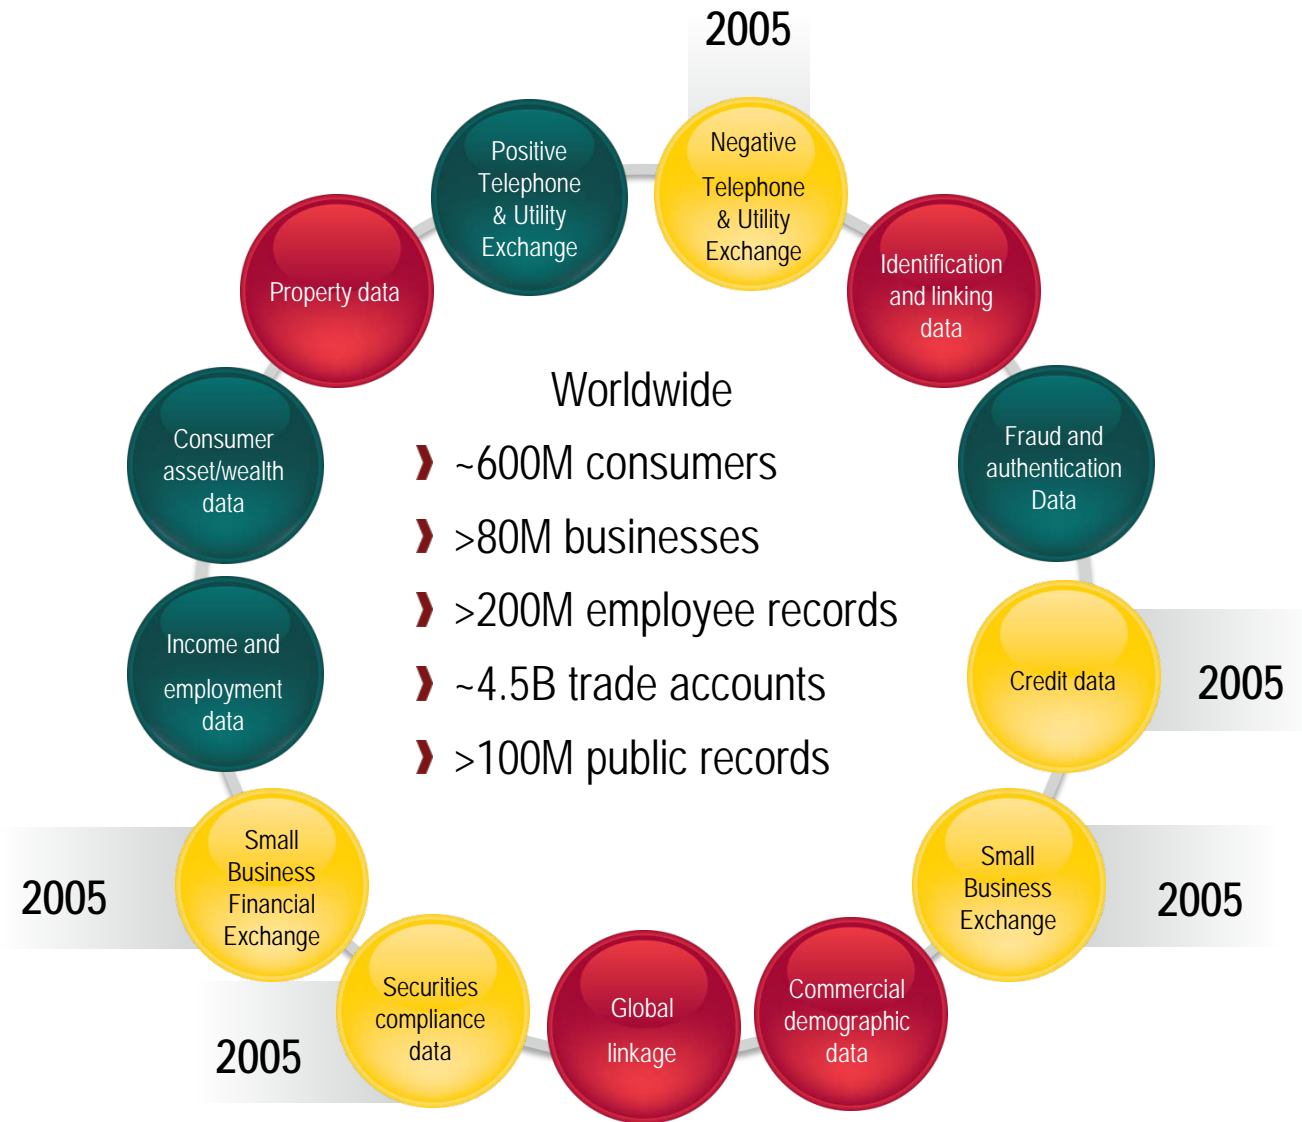 2005
Positive
Telephone
& Utility
Exchange
Negative
Telephone
& Utility
Exchange
Identification
and linking
data
Property data
Fraud and
authentication
Data
Consumer
asset/wealth
data
Worldwide
~600M consumers
>80M businesses
>200M employee records
~4.5B trade accounts
>100M public records
Income and
employment
data
Credit data
2005
Small
Business
Financial
Exchange
2005
Small
Business
Exchange
2005
Securities
compliance
data
2005
Global
linkage
Commercial
demographic
data